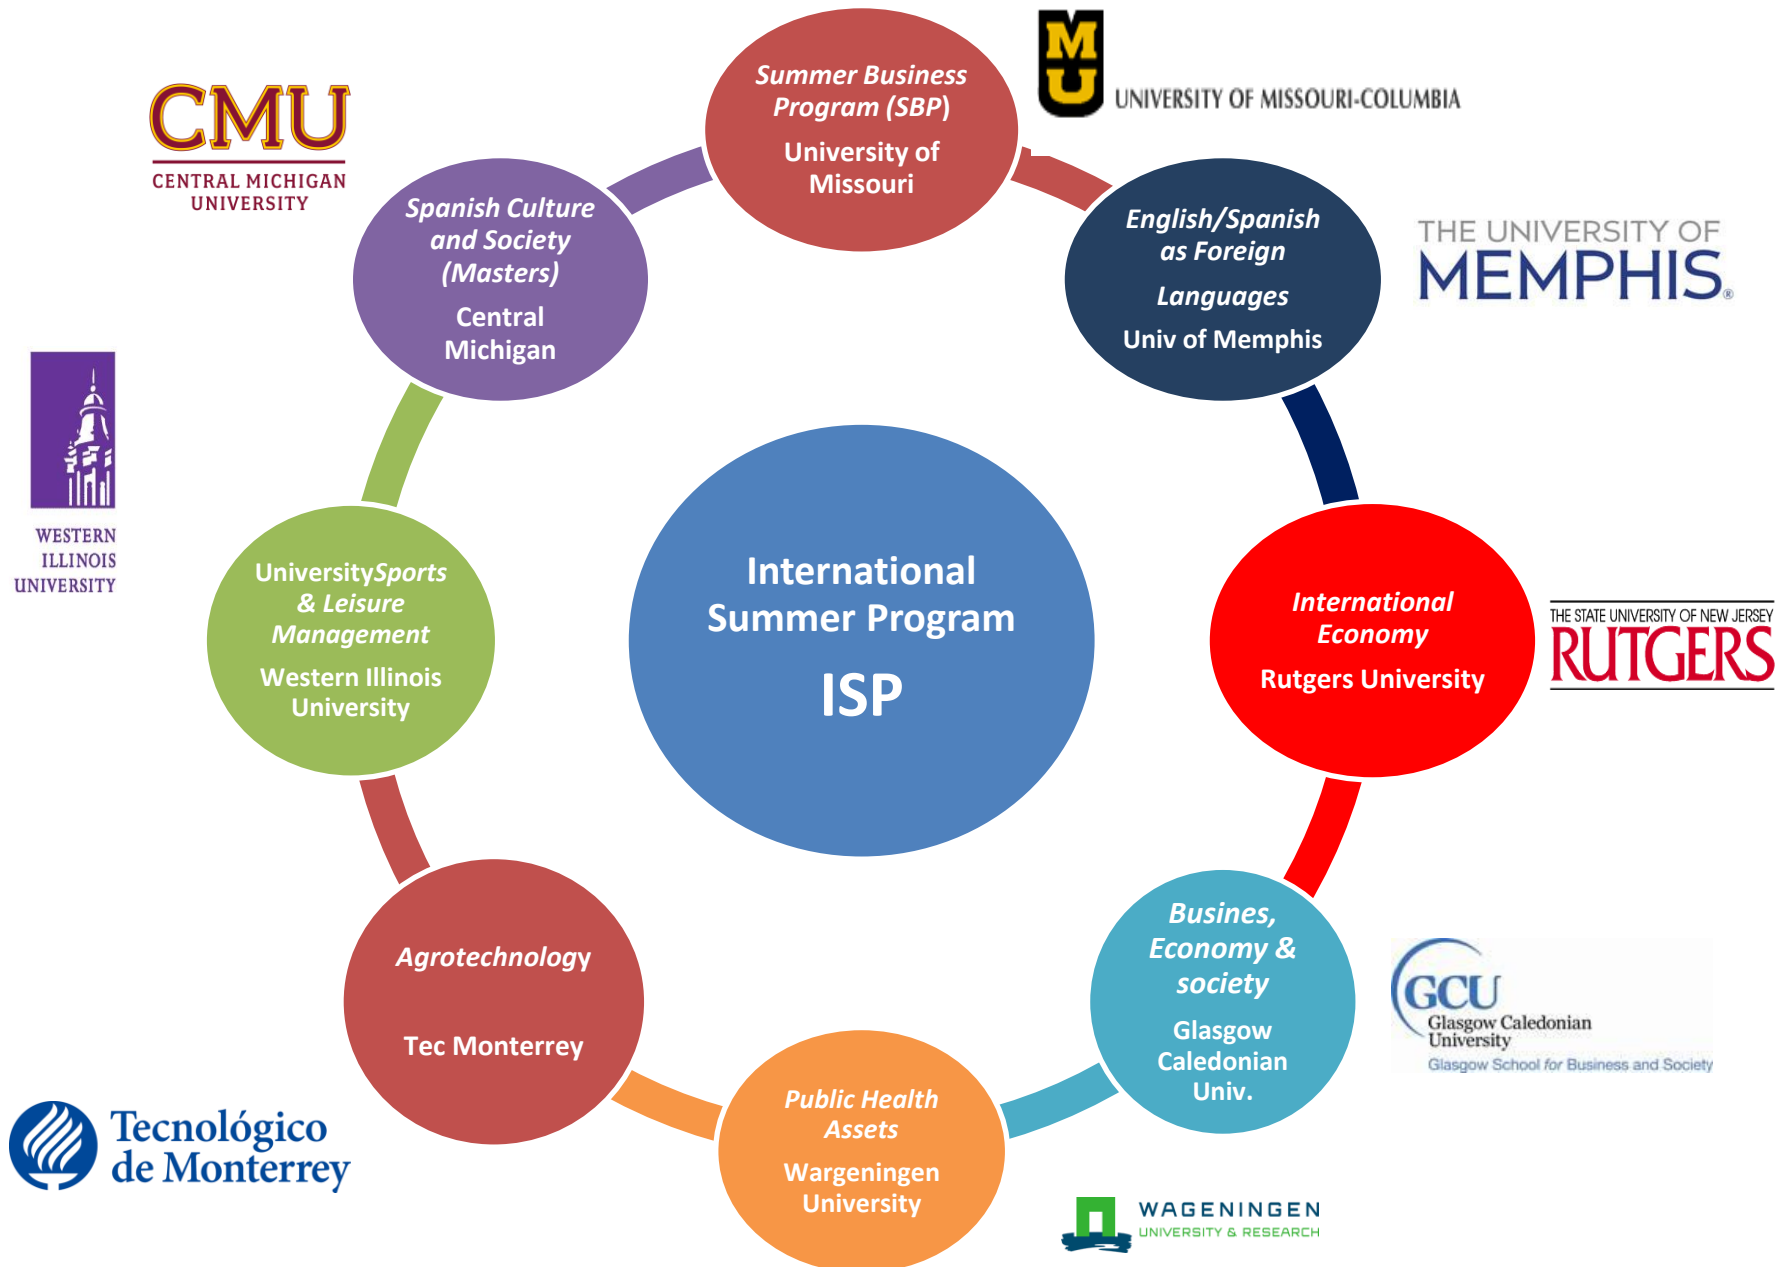 Summer Business
Program (SBP)
University of
Missouri
MU
UNIVERSITY OF MISSOURI-COLUMBIA
CMU
CENTRAL MICHIGAN
UNIVERSITY
Spanish Culture
and Society
(Masters)
Central
Michigan
English/Spanish
as Foreign
Languages
Univ of Memphis
THE UNIVERSITY OF
MEMPHIS®
WESTERN
ILLINOIS
UNIVERSITY
UniversitySports
& Leisure
Management
Western Illinois
University
International
Summer Program
ISP
International
Economy
Rutgers University
THE STATE UNIVERSITY OF NEW JERSEY
RUTGERS
Agrotechnology
Tec Monterrey
Busines,
Economy &
society
Glasgow
Caledonian
Univ.
GCU
Glasgow Caledonian
University
Glasgow School for Business and Society
Tecnológico
de Monterrey
Public Health
Assets
Wargeningen
University
WAGENINGEN
UNIVERSITY & RESEARCH